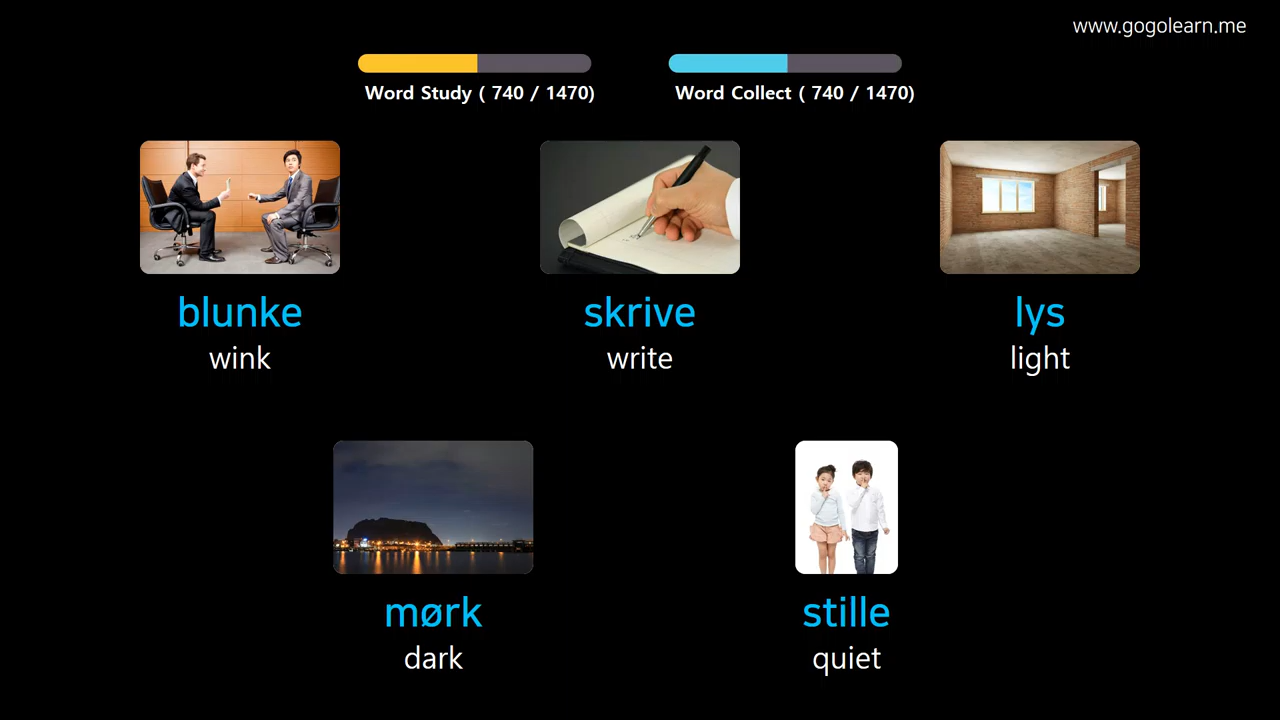 www.gogolearn.me
Word Study ( 740 / 1470)
Word Collect ( 740 / 1470)
blunke
wink
skrive
write
lys
light
mørk
dark
stille
quiet